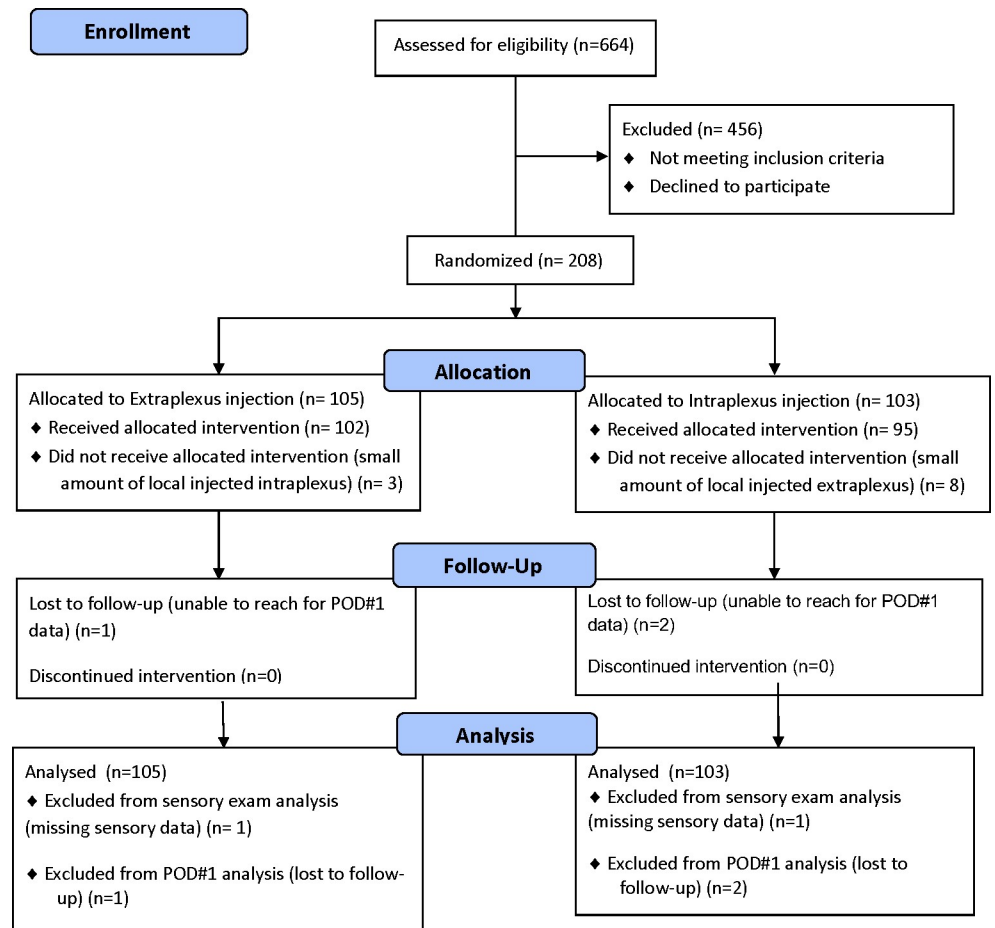 Enrollment
Assessed for eligibility (n=664)
Excluded (n= 456)
♦ Not meeting inclusion criteria
♦ Declined to participate
Randomized (n= 208)
Allocation
Allocated to Extraplexus injection (n= 105)
♦ Received allocated intervention (n= 102)
♦ Did not receive allocated intervention (small
amount of local injected intraplexus) (n= 3)
Allocated to Intraplexus injection (n= 103)
♦ Received allocated intervention (n= 95)
♦ Did not receive allocated intervention (small
amount of local injected extraplexus) (n= 8)
Follow-Up
Lost to follow-up (unable to reach for POD#1
data) (n=1)
Discontinued intervention (n=0)
Lost to follow-up (unable to reach for POD#1
data) (n=2)
Discontinued intervention (n=0)
Analysis
Analysed (n=105)
♦ Excluded from sensory exam analysis
(missing sensory data) (n= 1)
♦ Excluded from POD#1 analysis (lost to follow-
up) (n=1)
Analysed (n=103)
♦ Excluded from sensory exam analysis
(missing sensory data) (n=1)
♦ Excluded from POD#1 analysis (lost to
follow-up) (n=2)